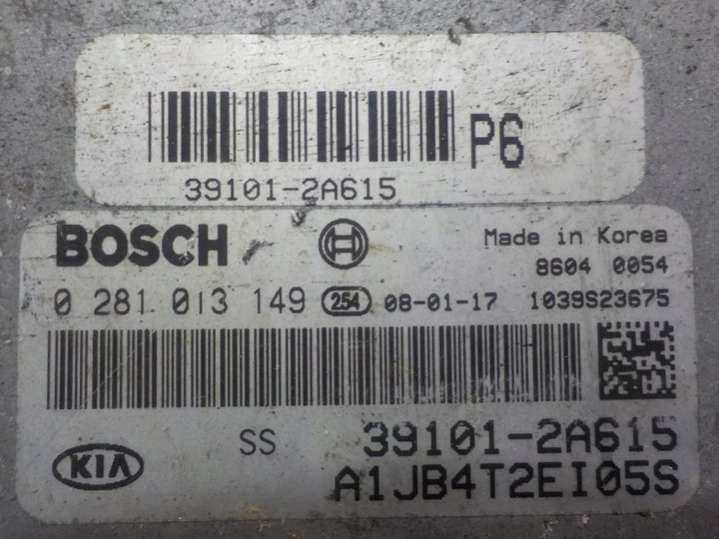 P6
39101-2A615
BOSCH Made in Korea
8604 0054
0 281 013 149 254 08-01-17 1039S23675
SS 39101-2A615
KIA A1JB4T2EI05S